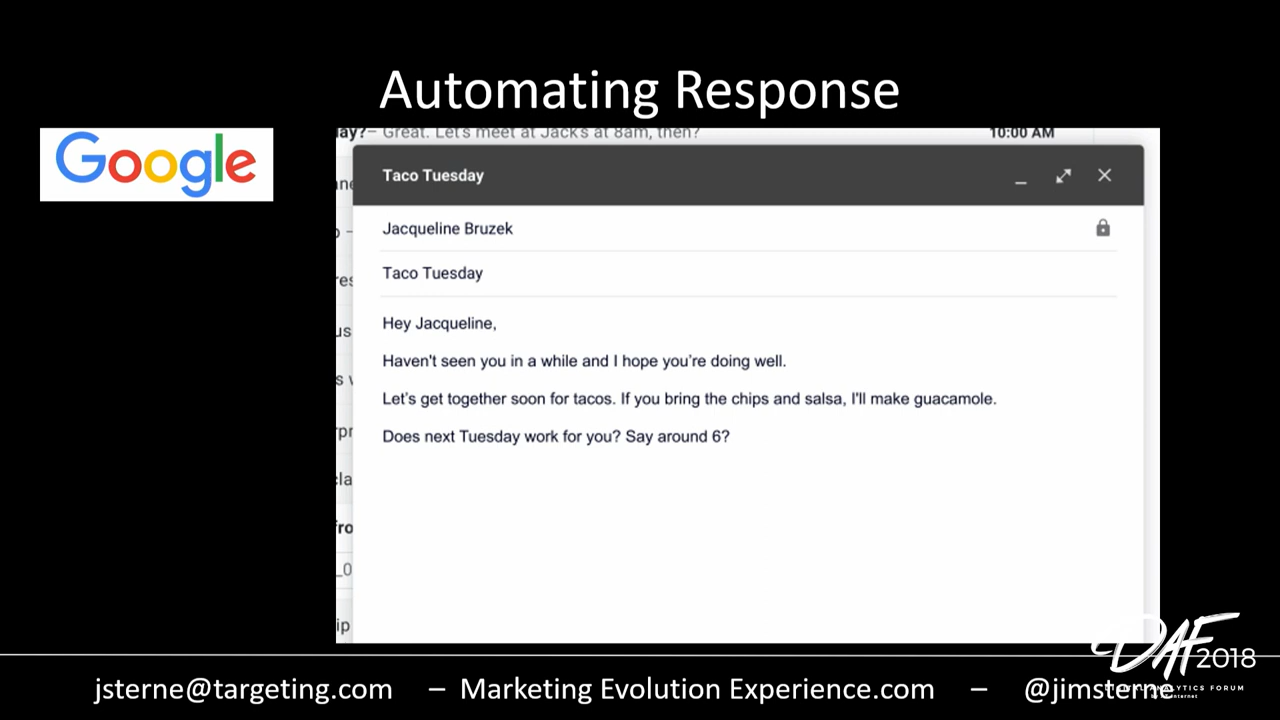 Automating Response
Google
Great. Let's meet at Jack's at 8am, then?
10:00 AM
Taco Tuesday
Jacqueline Bruzek
Taco Tuesday
Hey Jacqueline,
Haven't seen you in a while and I hope you're doing well.
Let's get together soon for tacos. If you bring the chips and salsa, I'll make guacamole.
Does next Tuesday work for you? Say around 6?
DAF 2018
jsterne@targeting.com – Marketing Evolution Experience.com – @jimsterne